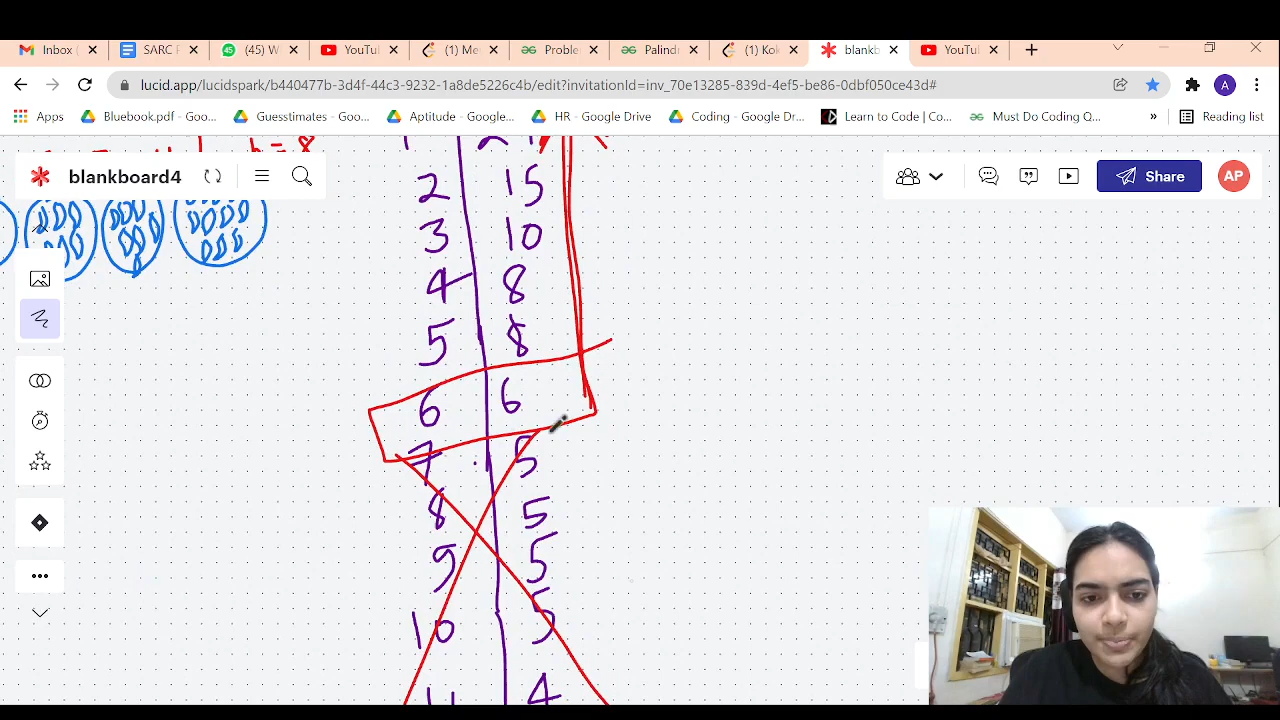 Inbox (
SARC F
(45) W
YouTu
(1) Me
Proble
Palind
(1) Kok
blankb
YouTu
lucid.app/lucidspark/b440477b-3d4f-44c3-9232-1a8de5226c4b/edit?invitationId=inv_70e13285-839d-4ef5-be86-0dbf050ce43d#
A
Apps
Bluebook.pdf - Goo...
Guesstimates - Goo...
Aptitude - Google...
HR - Google Drive
Coding - Google Dr...
Learn to Code | Co...
Must Do Coding Q...
»
Reading list
blankboard4
Share
AP
2 15
3 10
4 8
5 8
6 6
7 5
8 5
9 5
10 5
11 4